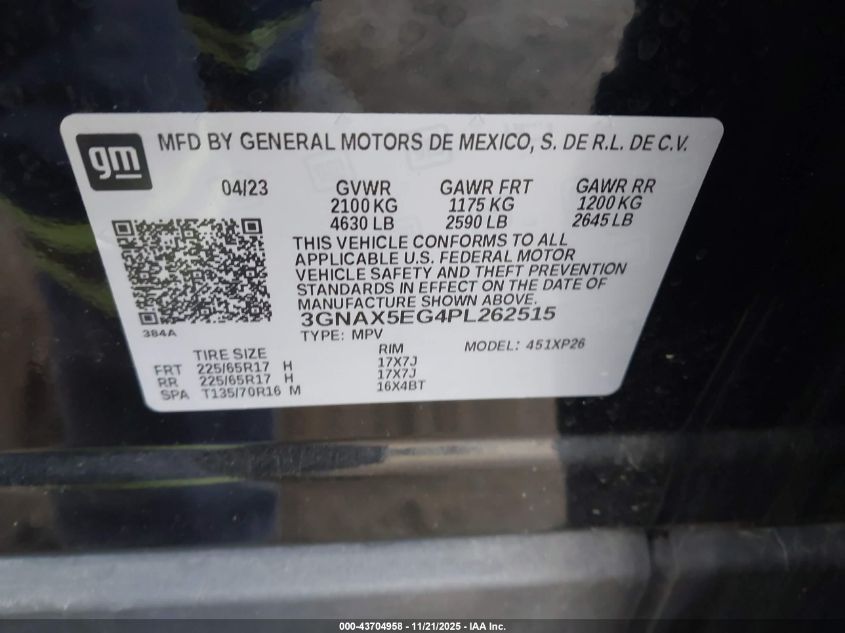 gm
MFD BY GENERAL MOTORS DE MEXICO, S. DE R.L. DE C.V.
04/23 GVWR GAWR FRT GAWR RR
2100 KG 1175 KG 1200 KG
4630 LB 2590 LB 2645 LB
THIS VEHICLE CONFORMS TO ALL
APPLICABLE U.S. FEDERAL MOTOR
VEHICLE SAFETY AND THEFT PREVENTION
STANDARDS IN EFFECT ON THE DATE OF
MANUFACTURE SHOWN ABOVE.
3GNAX5EG4PL262515
384A TYPE: MPV
TIRE SIZE RIM MODEL: 451XP26
FRT 225/65R17 H 17X7J
RR 225/65R17 H 17X7J
SPA T135/70R16 M 16X4BT
000-43704958 - 11/21/2025 - IAA Inc.